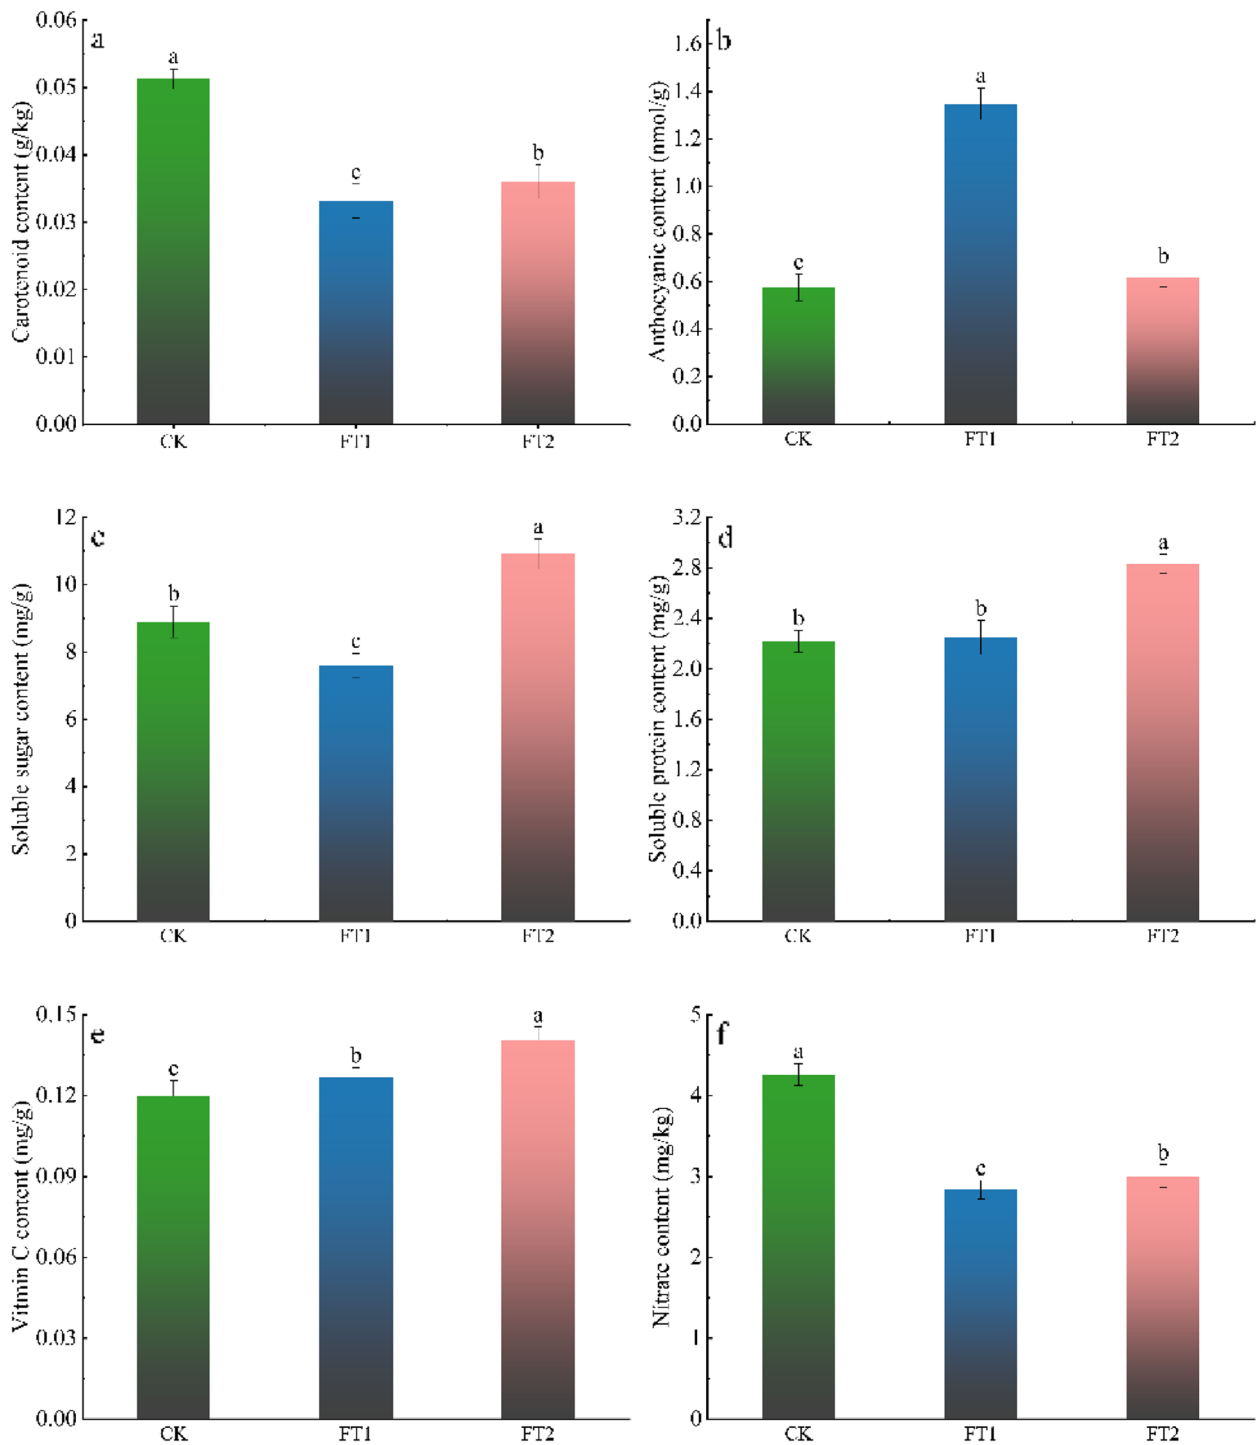 a
Carotenoid content (g/kg)
0.06
0.05
0.04
0.03
0.02
0.01
0.00
a
c
b
CK
FT1
FT2
b
Anthocyanic content (nmol/g)
1.6
1.4
1.2
1.0
0.8
0.6
0.4
0.2
0.0
c
a
b
CK
FT1
FT2
c
Soluble sugar content (mg/g)
12
10
8
6
4
2
0
b
c
a
CK
FT1
FT2
d
Soluble protein content (mg/g)
3.2
2.8
2.4
2.0
1.6
1.2
0.8
0.4
0.0
b
b
a
CK
FT1
FT2
e
Vitmin C content (mg/g)
0.15
0.12
0.09
0.06
0.03
0.00
c
b
a
CK
FT1
FT2
f
Nitrate content (mg/kg)
5
4
3
2
1
0
a
c
b
CK
FT1
FT2